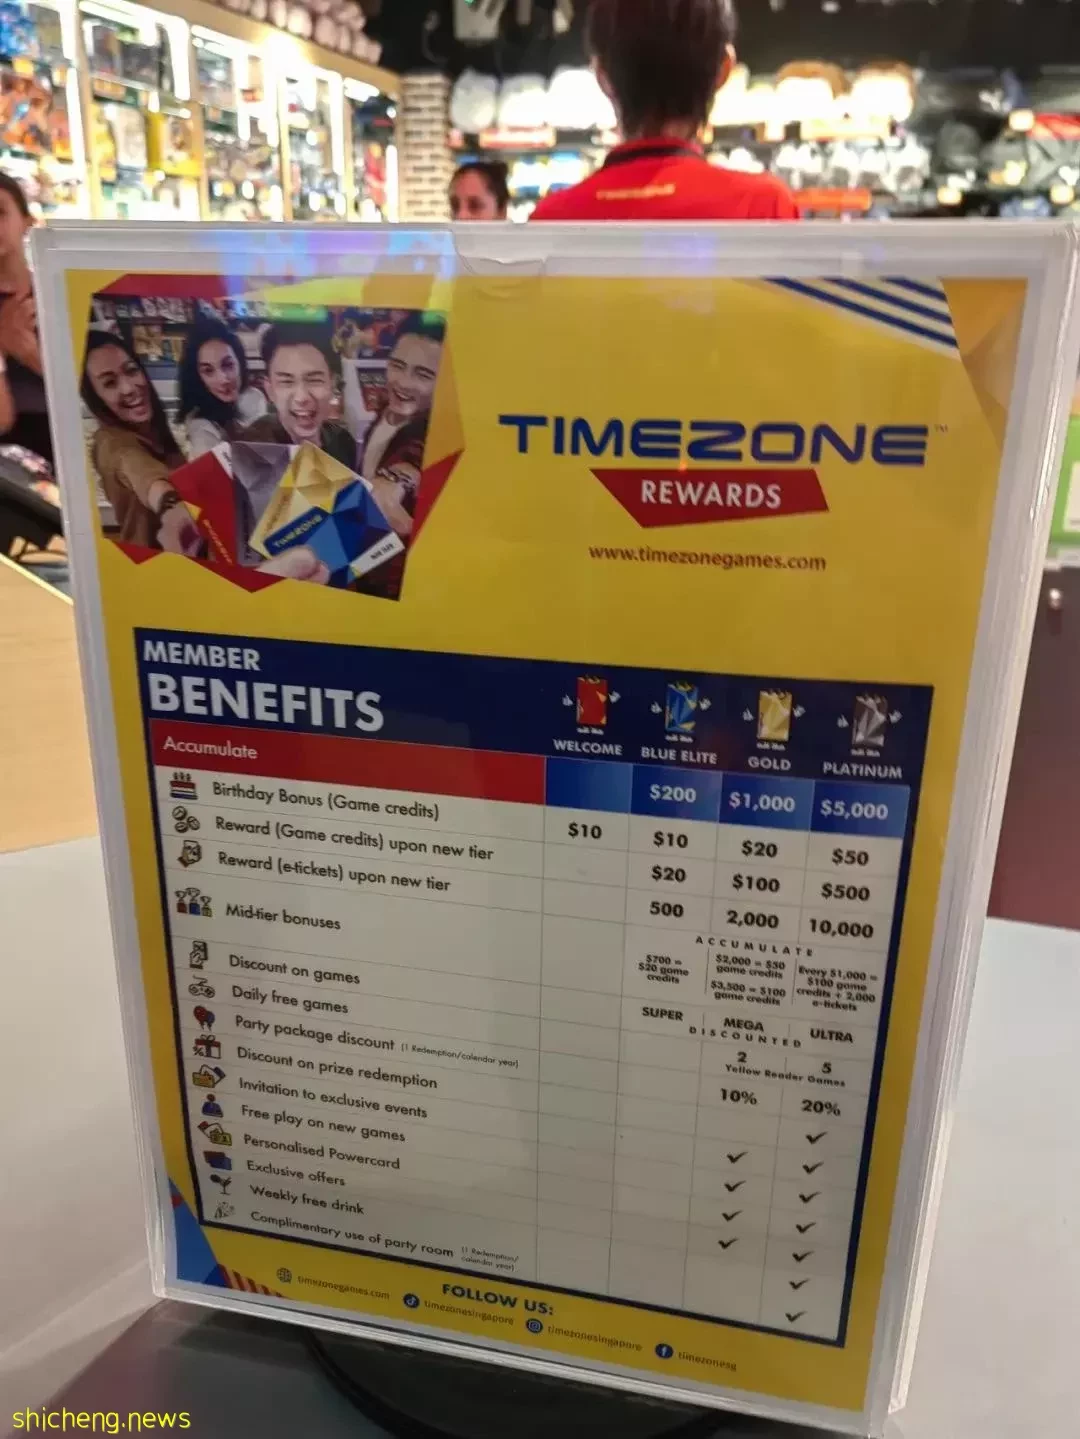 TIMEZONE™
REWARDS
www.timezonegames.com
TIMEZONE
MEMBER
BENEFITS
WELCOME BLUE ELITE GOLD PLATINUM
Accumulate $200 $1,000 $5,000
Birthday Bonus (Game credits) $10 $10 $20 $50
Reward (Game credits) upon new tier $20 $100 $500
Reward (e-tickets) upon new tier 500 2,000 10,000
Mid-tier bonuses
ACCUMULATE
$700 = $20 game credits
$2,000 = $50 game credits
$3,500 = $100 game credits
Every $1,000 = $100 game credits + 2,000 e-tickets
Discount on games SUPER MEGA ULTRA
DISCOUNTED
Daily free games 2 5
Yellow Reader Games
Party package discount (1 Redemption/calendar year) 10% 20%
Discount on prize redemption ✓
Invitation to exclusive events ✓ ✓
Free play on new games ✓ ✓
Personalised Powercard ✓ ✓
Exclusive offers ✓ ✓
Weekly free drink ✓
Complimentary use of party room (1 Redemption/calendar year) ✓
FOLLOW US:
timezonegames.com timezonesingapore timezonesingapore timezonesg
shicheng.news